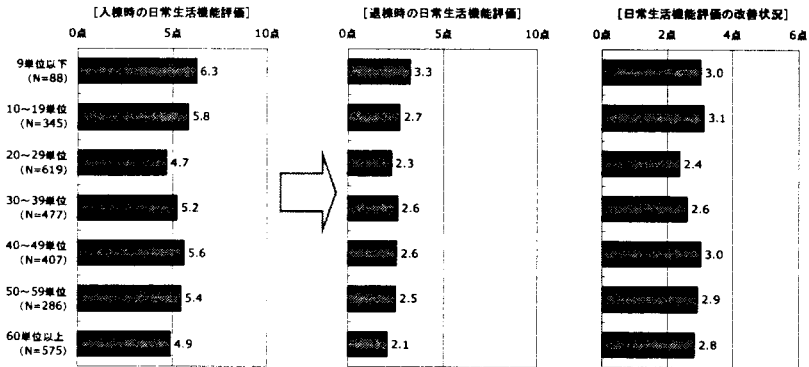 [入棟時の日常生活機能評価]
[退棟時の日常生活機能評価]
[日常生活機能評価の改善状況]
0点 5点 10点
0点 5点 10点
0点 2点 4点 6点
9単位以下
(N=88)
6.3 3.3 3.0
10～19単位
(N=345)
5.8 2.7 3.1
20～29単位
(N=619)
4.7 2.3 2.4
30～39単位
(N=477)
5.2 2.6 2.6
40～49単位
(N=407)
5.6 2.6 3.0
50～59単位
(N=286)
5.4 2.5 2.9
60単位以上
(N=575)
4.9 2.1 2.8